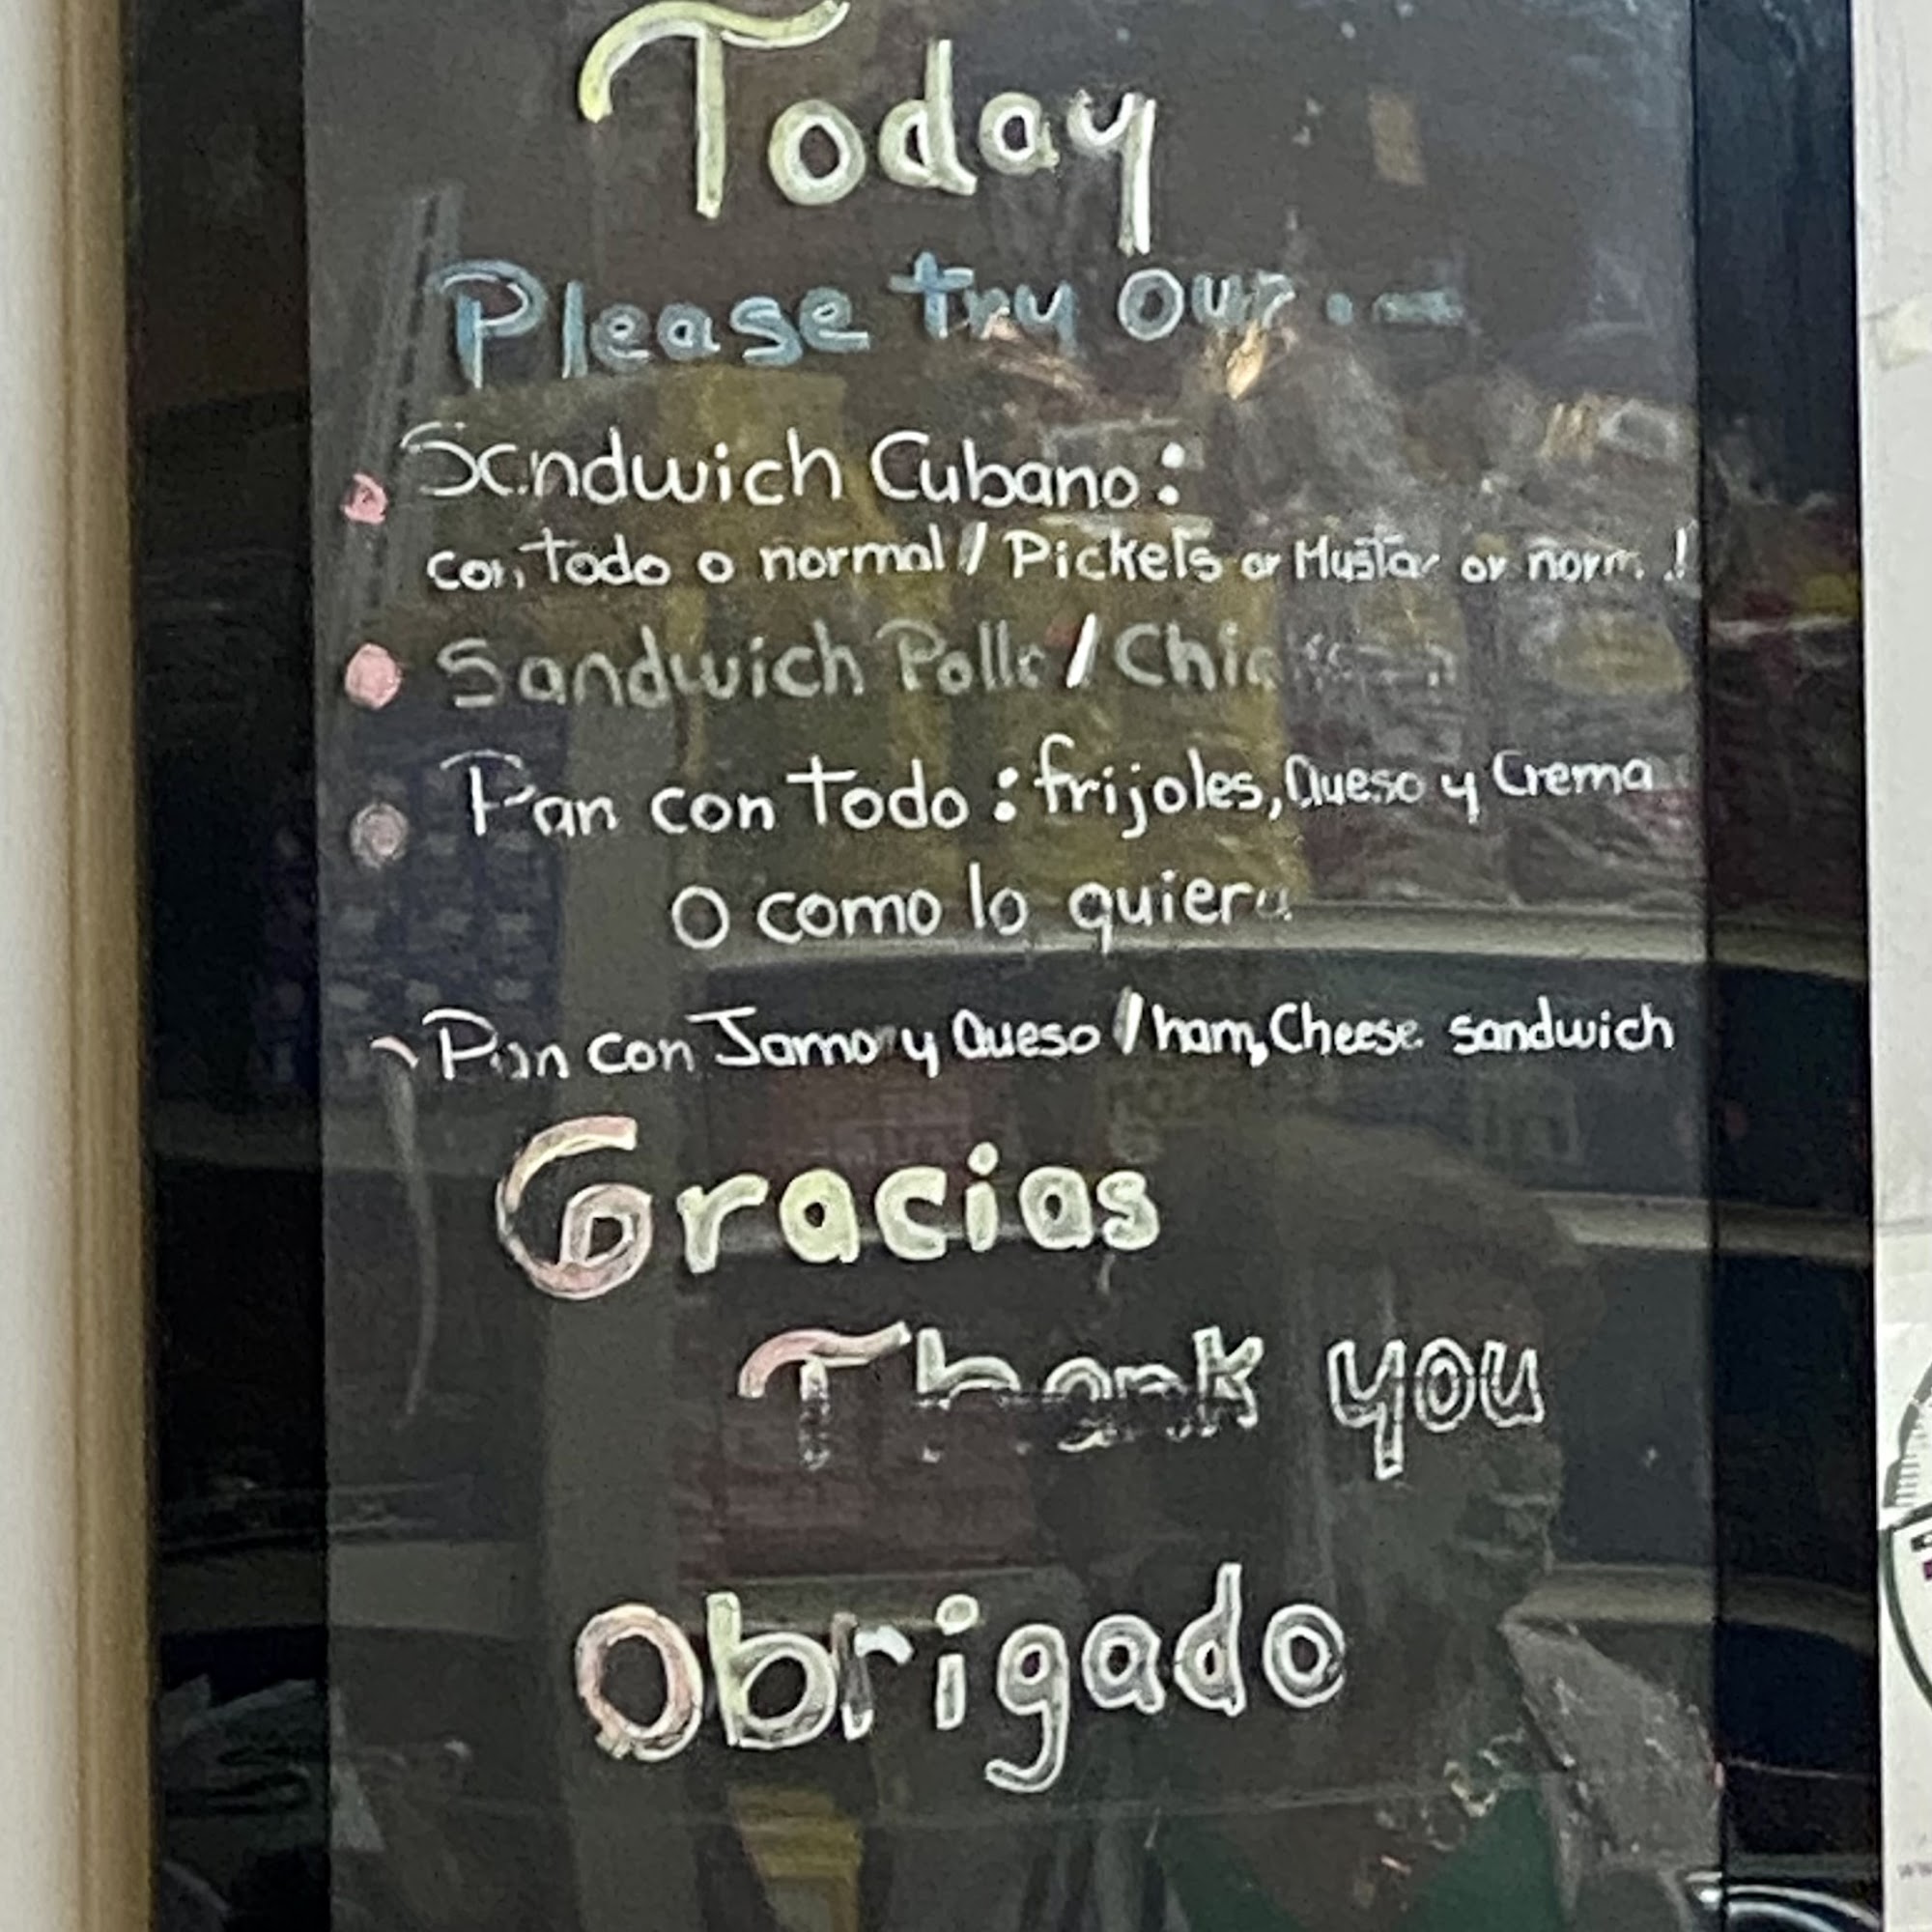 Today
Please try our . -
Sandwich Cubano :
con todo o normal / Pickels or Mustar or norm !
Sandwich Pollo / Chic
Pan con Todo : frijoles, Queso y Crema
O como lo quiera
Pan con Jamon y Queso / ham, Cheese sandwich
Gracias
Thank you
Obrigado